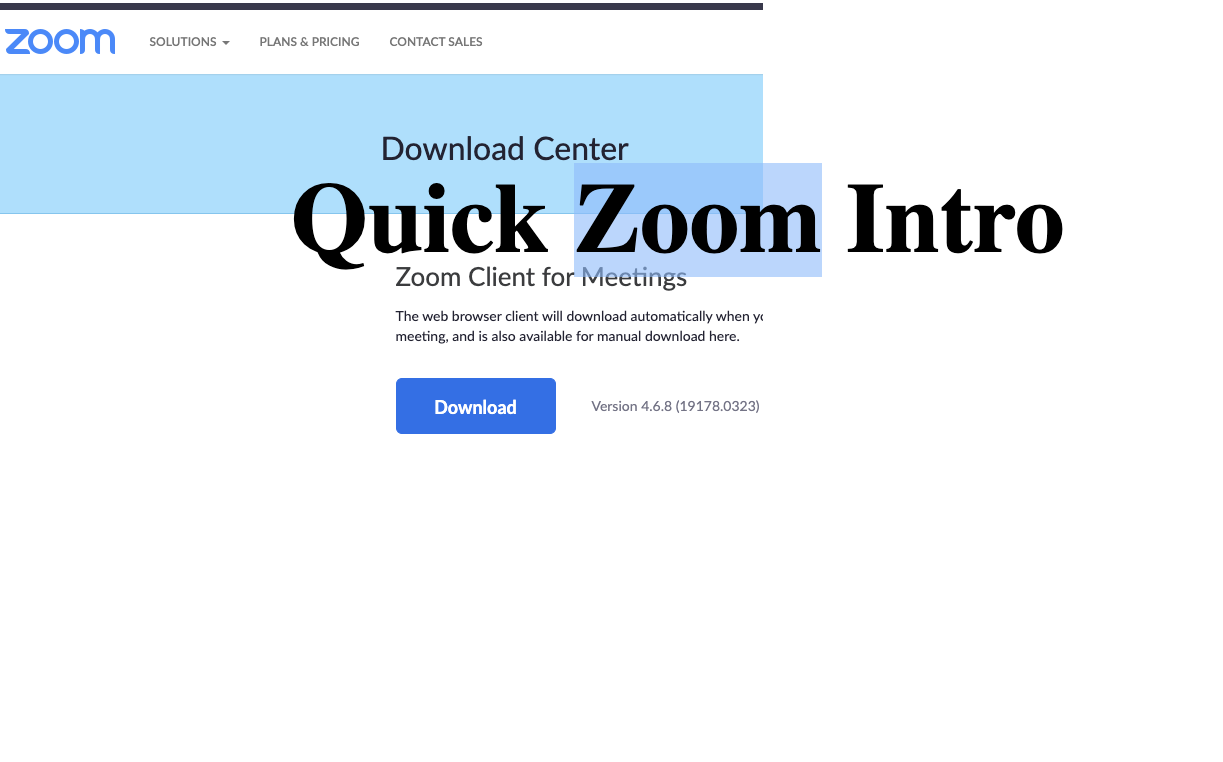 zoom SOLUTIONS PLANS & PRICING CONTACT SALES
Download Center
Quick Zoom Intro
Zoom Client for Meetings
The web browser client will download automatically when
meeting, and is also available for manual download here.
Download Version 4.6.8 (19178.0323)